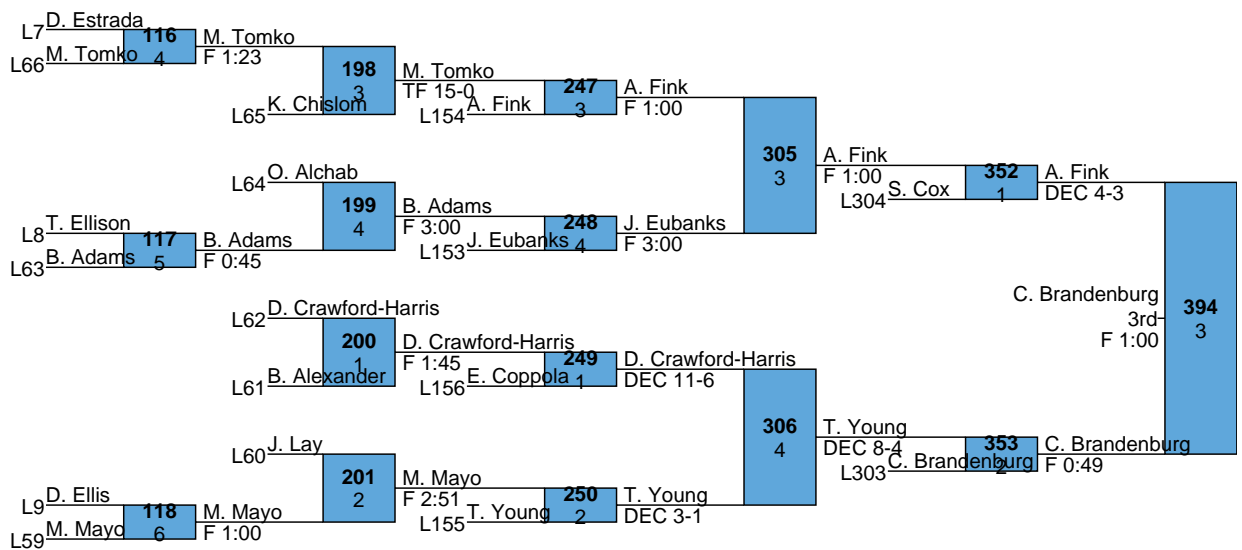 D. Estrada
L7
116
M. Tomko
L66
M. Tomko
4
F 1:23
198
3
M. Tomko
TF 15-0
K. Chislom
L65
A. Fink
L154
247
3
A. Fink
F 1:00
O. Alchab
L64
199
4
B. Adams
F 3:00
T. Ellison
L8
117
5
B. Adams
L63
B. Adams
F 0:45
J. Eubanks
L153
248
4
J. Eubanks
F 3:00
305
3
A. Fink
F 1:00
S. Cox
L304
352
1
A. Fink
DEC 4-3
D. Crawford-Harris
L62
200
1
B. Alexander
L61
D. Crawford-Harris
F 1:45
E. Coppola
L156
249
1
D. Crawford-Harris
DEC 11-6
J. Lay
L60
201
2
M. Mayo
F 2:51
D. Ellis
L9
118
6
M. Mayo
L59
M. Mayo
F 1:00
T. Young
L155
250
2
T. Young
DEC 3-1
306
4
T. Young
DEC 8-4
C. Brandenburg
L303
353
2
C. Brandenburg
F 0:49
394
3
C. Brandenburg
3rd
F 1:00